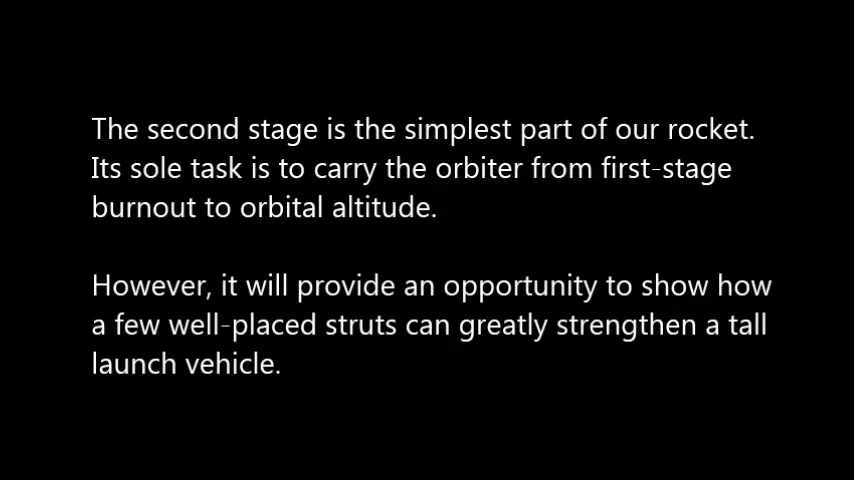 The second stage is the simplest part of our rocket.
Its sole task is to carry the orbiter from first-stage
burnout to orbital altitude.
However, it will provide an opportunity to show how
a few well-placed struts can greatly strengthen a tall
launch vehicle.